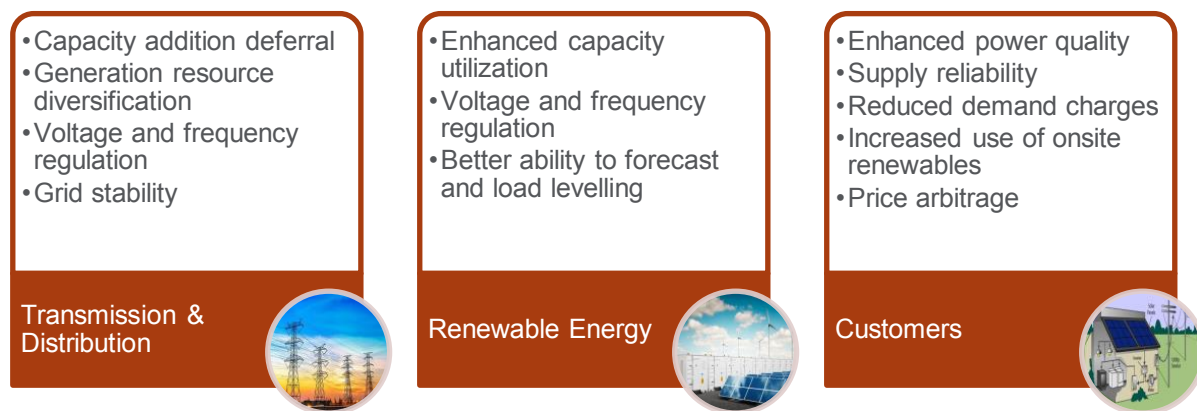 •Capacity addition deferral
•Generation resource
diversification
•Voltage and frequency
regulation
•Grid stability
Transmission &
Distribution
•Enhanced capacity
utilization
•Voltage and frequency
regulation
•Better ability to forecast
and load levelling
Renewable Energy
•Enhanced power quality
•Supply reliability
•Reduced demand charges
•Increased use of onsite
renewables
•Price arbitrage
Customers